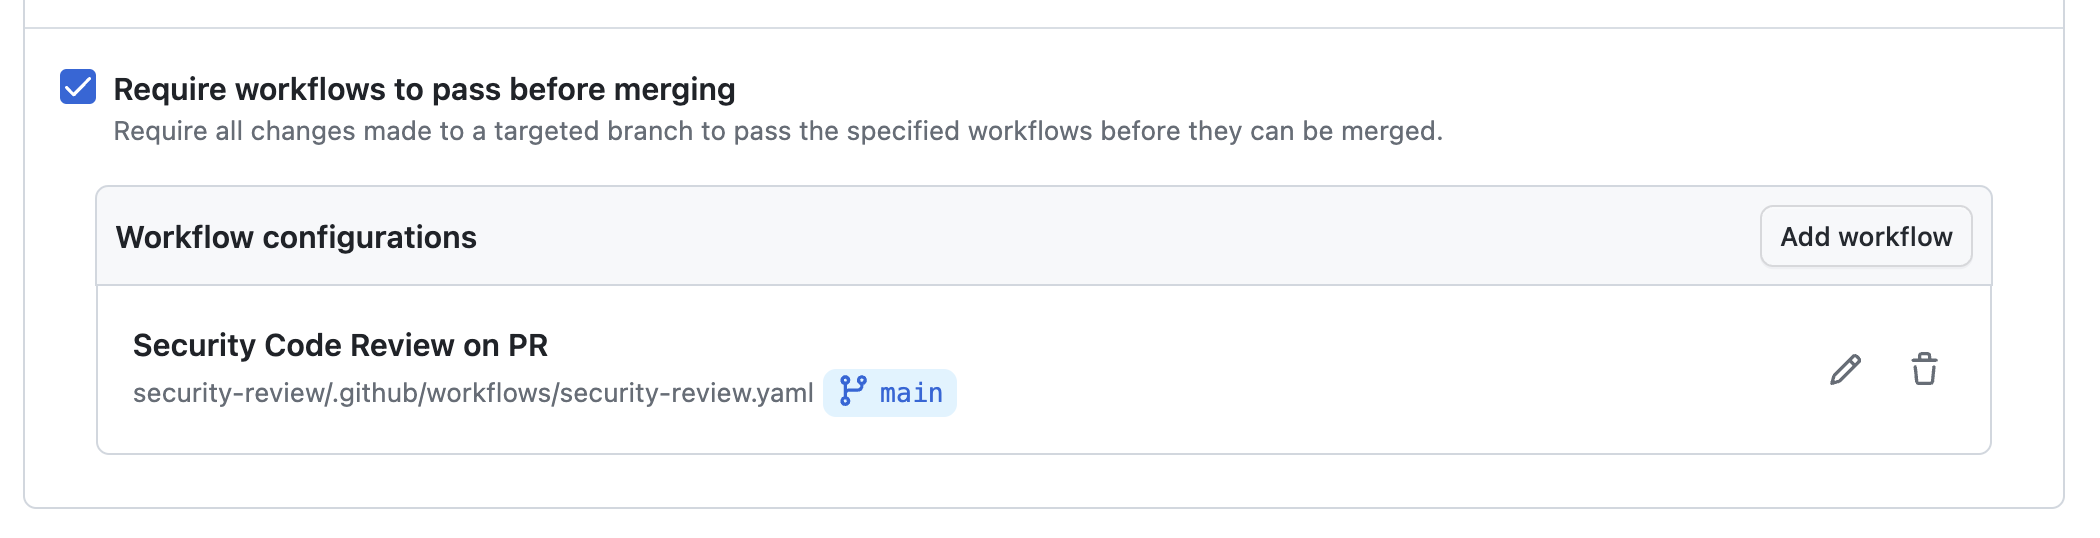 Require workflows to pass before merging
Require all changes made to a targeted branch to pass the specified workflows before they can be merged.
Workflow configurations
Add workflow
Security Code Review on PR
security-review/.github/workflows/security-review.yaml main